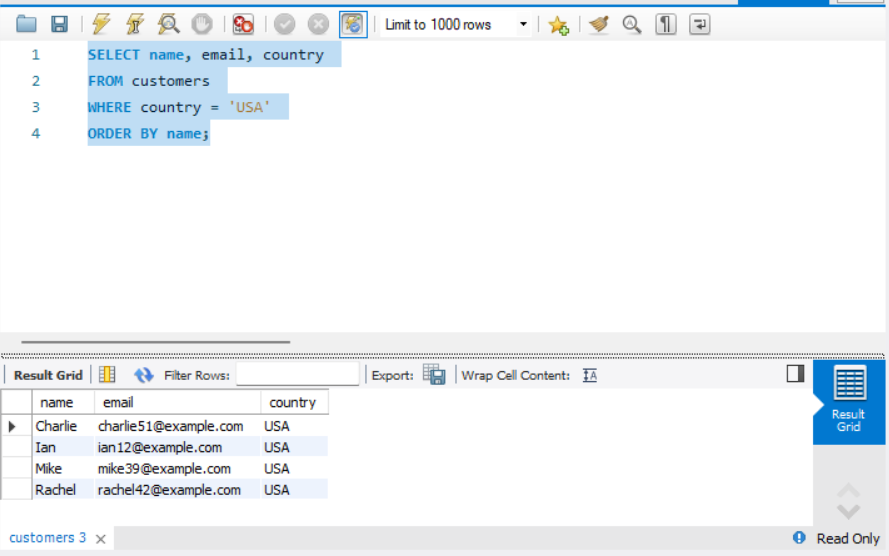 Limit to 1000 rows
1 SELECT name, email, country
2 FROM customers
3 WHERE country = 'USA'
4 ORDER BY name;
Result Grid Filter Rows: Export: Wrap Cell Content: IA
Result Grid
name email country
Charlie charlie51@example.com USA
Ian ian12@example.com USA
Mike mike39@example.com USA
Rachel rachel42@example.com USA
customers 3 Read Only